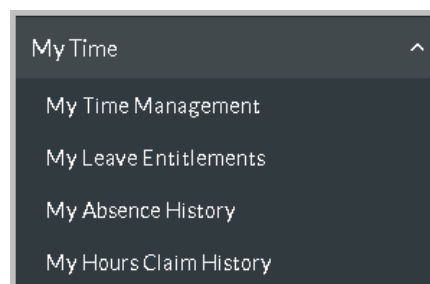 My Time
My Time Management
My Leave Entitlements
My Absence History
My Hours Claim History